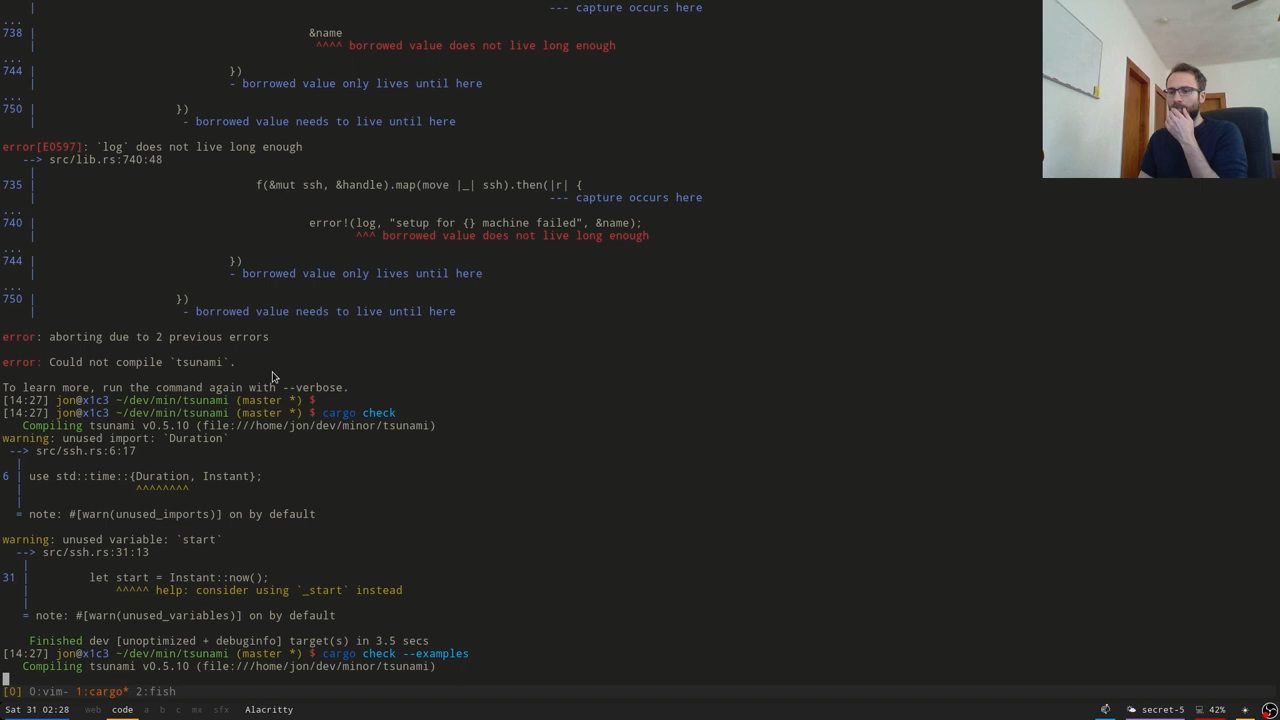 |                                                                              --- capture occurs here
...
738 |                                         &name
    |                                          ^^^^ borrowed value does not live long enough
...
744 |                             })
    |                             - borrowed value only lives until here
...
750 |                     })
    |                      - borrowed value needs to live until here
error[E0597]: `log` does not live long enough
   --> src/lib.rs:740:48
    |
735 |                                 f(&mut ssh, &handle).map(move |_| ssh).then(|r| {
    |                                                                             --- capture occurs here
...
740 |                                         error!(log, "setup for {} machine failed", &name);
    |                                                ^^^ borrowed value does not live long enough
...
744 |                             })
    |                             - borrowed value only lives until here
...
750 |                     })
    |                      - borrowed value needs to live until here
error: aborting due to 2 previous errors
error: Could not compile `tsunami`.
To learn more, run the command again with --verbose.
[14:27] jon@x1c3 ~/dev/min/tsunami (master *) $
[14:27] jon@x1c3 ~/dev/min/tsunami (master *) $ cargo check
   Compiling tsunami v0.5.10 (file:///home/jon/dev/minor/tsunami)
warning: unused import: `Duration`
 --> src/ssh.rs:6:17
  |
6 | use std::time::{Duration, Instant};
  |                 ^^^^^^^^
  |
  = note: #[warn(unused_imports)] on by default
warning: unused variable: `start`
  --> src/ssh.rs:31:13
   |
31 |         let start = Instant::now();
   |             ^^^^^ help: consider using `_start` instead
   |
   = note: #[warn(unused_variables)] on by default
    Finished dev [unoptimized + debuginfo] target(s) in 3.5 secs
[14:27] jon@x1c3 ~/dev/min/tsunami (master *) $ cargo check --examples
   Compiling tsunami v0.5.10 (file:///home/jon/dev/minor/tsunami)
[0] 0:vim- 1:cargo* 2:fish
Sat 31 02:28 web code a b c mx sfx Alacritty secret-5 42%